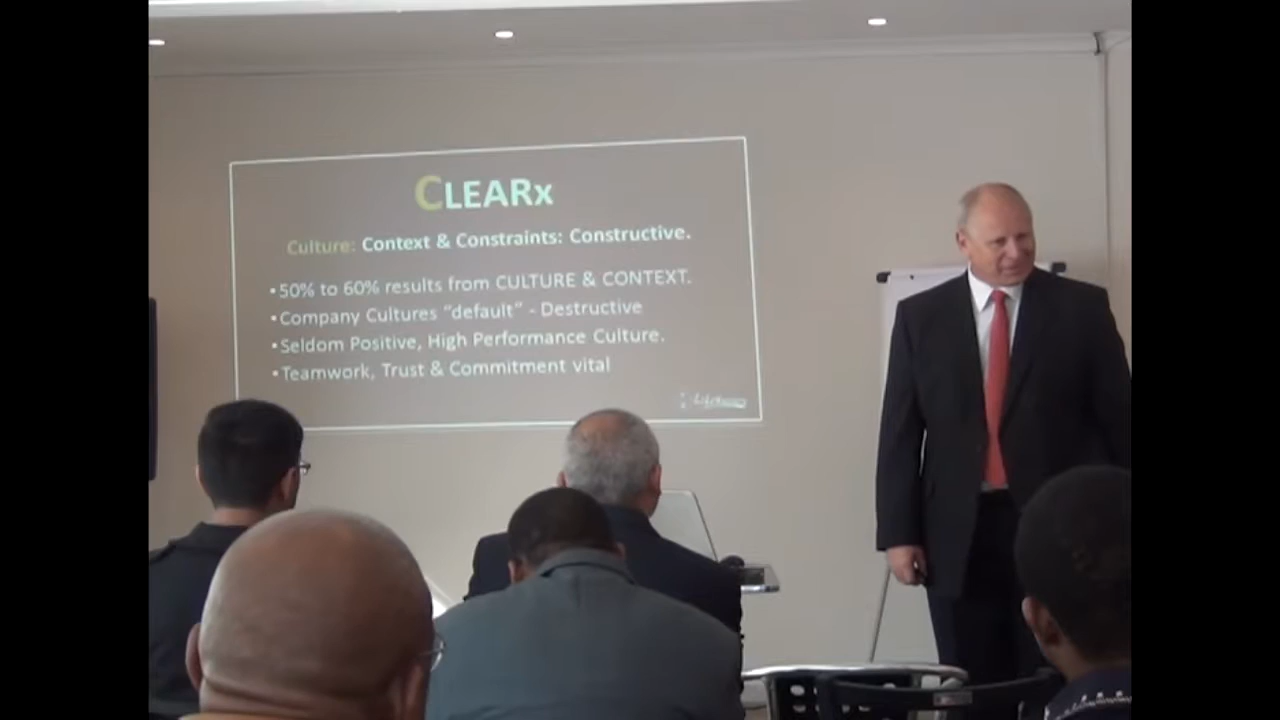 CLEARx
Culture: Context & Constraints: Constructive.
•50% to 60% results from CULTURE & CONTEXT.
•Company Cultures “default” - Destructive
•Seldom Positive, High Performance Culture.
•Teamwork, Trust & Commitment vital